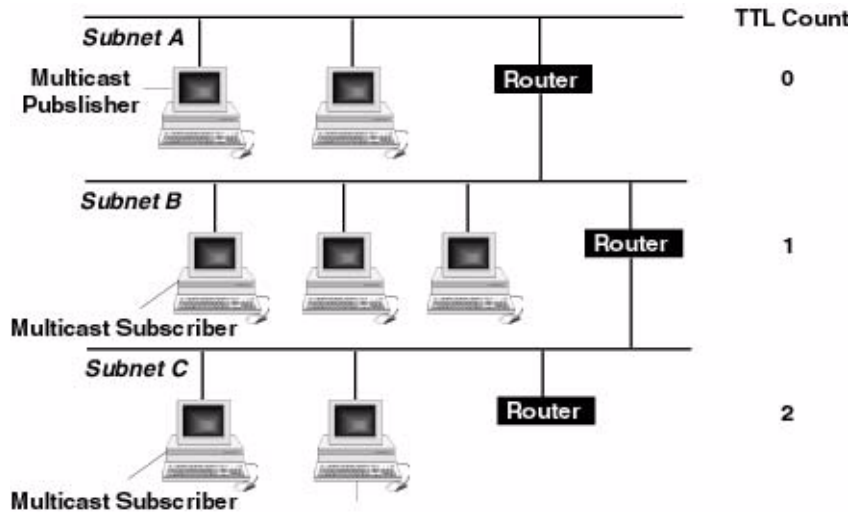 TTL Count
Subnet A
Multicast
Pubslisher
Router
0
Subnet B
Router
1
Multicast Subscriber
Subnet C
Router
2
Multicast Subscriber